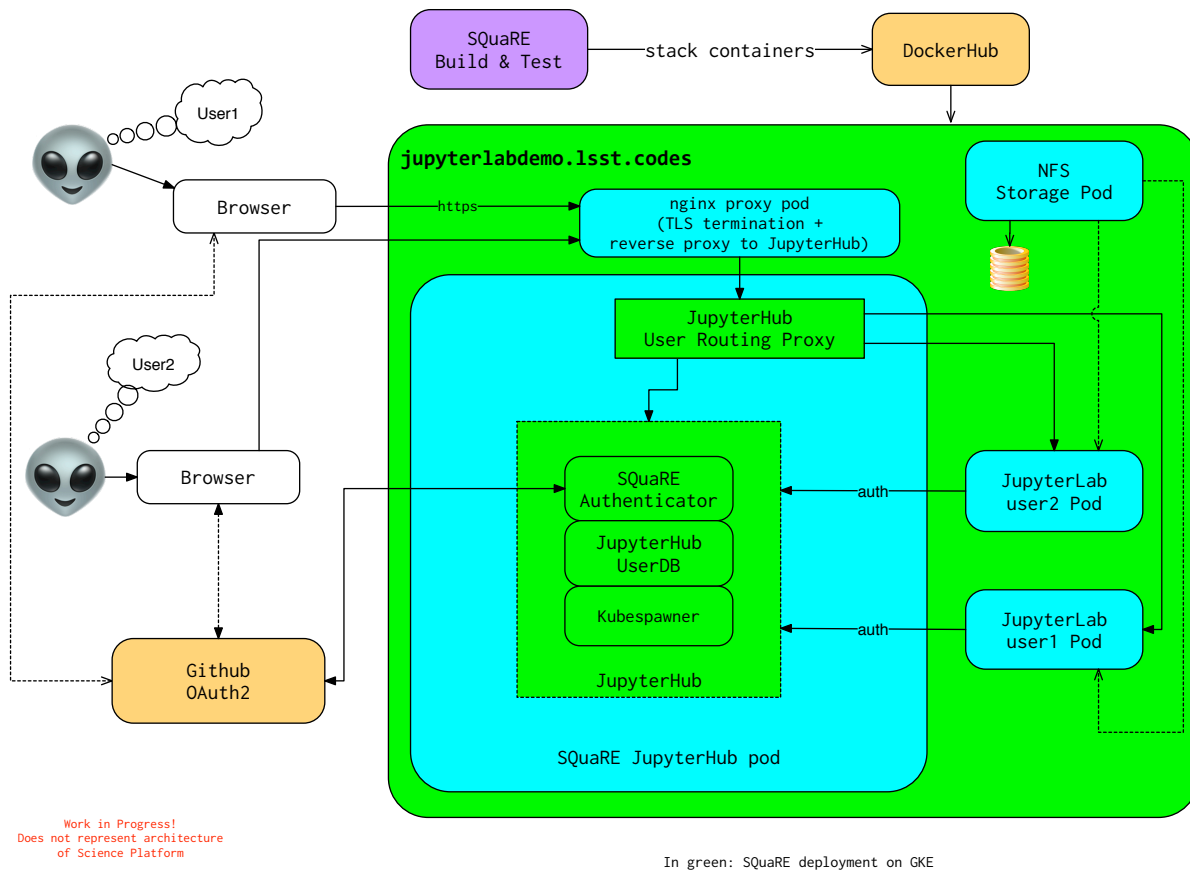 SQuaRE
Build & Test
stack containers
DockerHub
User1
jupyterlabdemo.lsst.codes
NFS
Storage Pod
Browser
https
nginx proxy pod
(TLS termination +
reverse proxy to JupyterHub)
JupyterHub
User Routing Proxy
User2
Browser
SQuaRE
Authenticator
JupyterHub
UserDB
Kubespawner
JupyterHub
auth
JupyterLab
user2 Pod
auth
JupyterLab
user1 Pod
Github
OAuth2
SQuaRE JupyterHub pod
Work in Progress!
Does not represent architecture
of Science Platform
In green: SQuaRE deployment on GKE